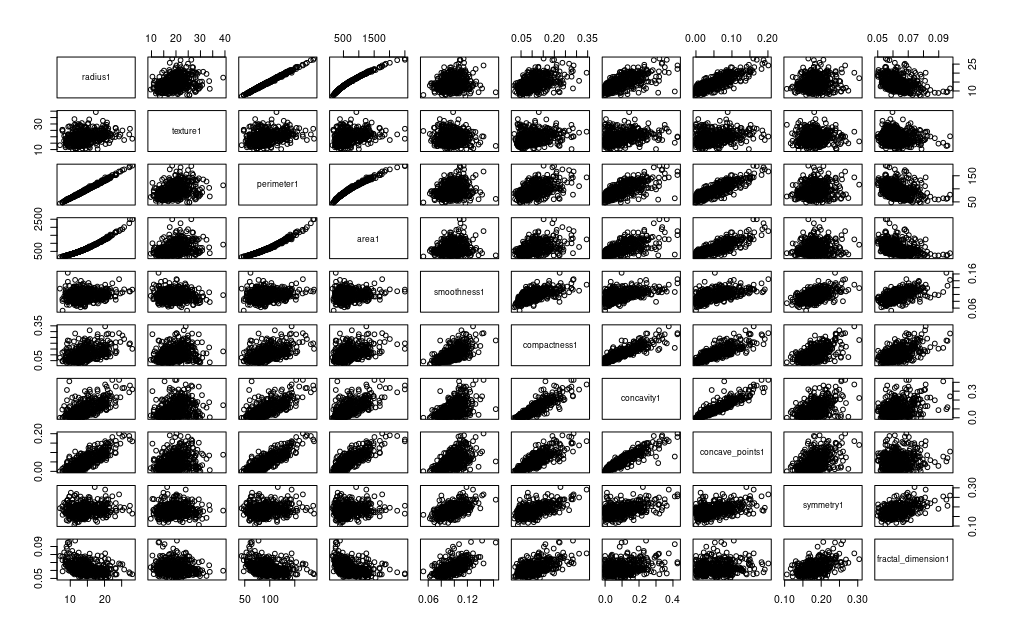 10 20 30 40 500 1500 0.05 0.20 0.35 0.00 0.10 0.20 0.05 0.07 0.09
radius1 10 25
10 30 texture1
perimeter1 50 150
500 2500 area1
smoothness1 0.06 0.16
0.05 0.35 compactness1
concavity1 0.0 0.3
0.00 0.20 concave_points1
symmetry1 0.10 0.30
0.05 0.09 fractal_dimension1
10 20 50 100 0.06 0.12 0.0 0.2 0.4 0.10 0.20 0.30